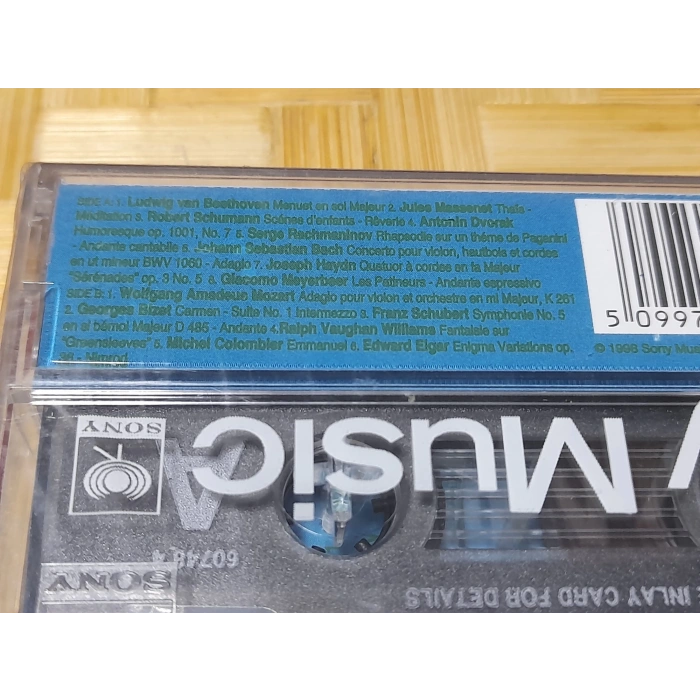 SIDE A: 1. Ludwig van Beethoven Menuet en sol Majeur 2. Jules Massenet Thaïs -
Méditation 3. Robert Schumann Scènes d'enfants - Rêverie 4. Antonin Dvorak
Humoresque op. 1001, No. 7 5. Serge Rachmaninov Rhapsodie sur un thème de Paganini
- Andante cantabile 6. Johann Sebastian Bach Concerto pour violon, hautbois et cordes
en ut mineur BWV 1060 - Adagio 7. Joseph Haydn Quatuor à cordes en fa Majeur
"Sérénades" op. 3 No. 5 8. Giacomo Meyerbeer Les Patineurs - Andante espressivo
SIDE B: 1. Wolfgang Amadeus Mozart Adagio pour violon et orchestre en mi Majeur, K 261
2. Georges Bizet Carmen - Suite No. 1 Intermezzo 3. Franz Schubert Symphonie No. 5
en si bémol Majeur D 485 - Andante 4. Ralph Vaughan Williams Fantaisie sur
"Greensleeves" 5. Michel Colombier Emmanuel 6. Edward Elgar Enigma Variations op.
36 - Nimrod
5 0997
© 1996 Sony Mus
SONY
Music
A
60748 4
SONY
INLAY CARD FOR DETAILS